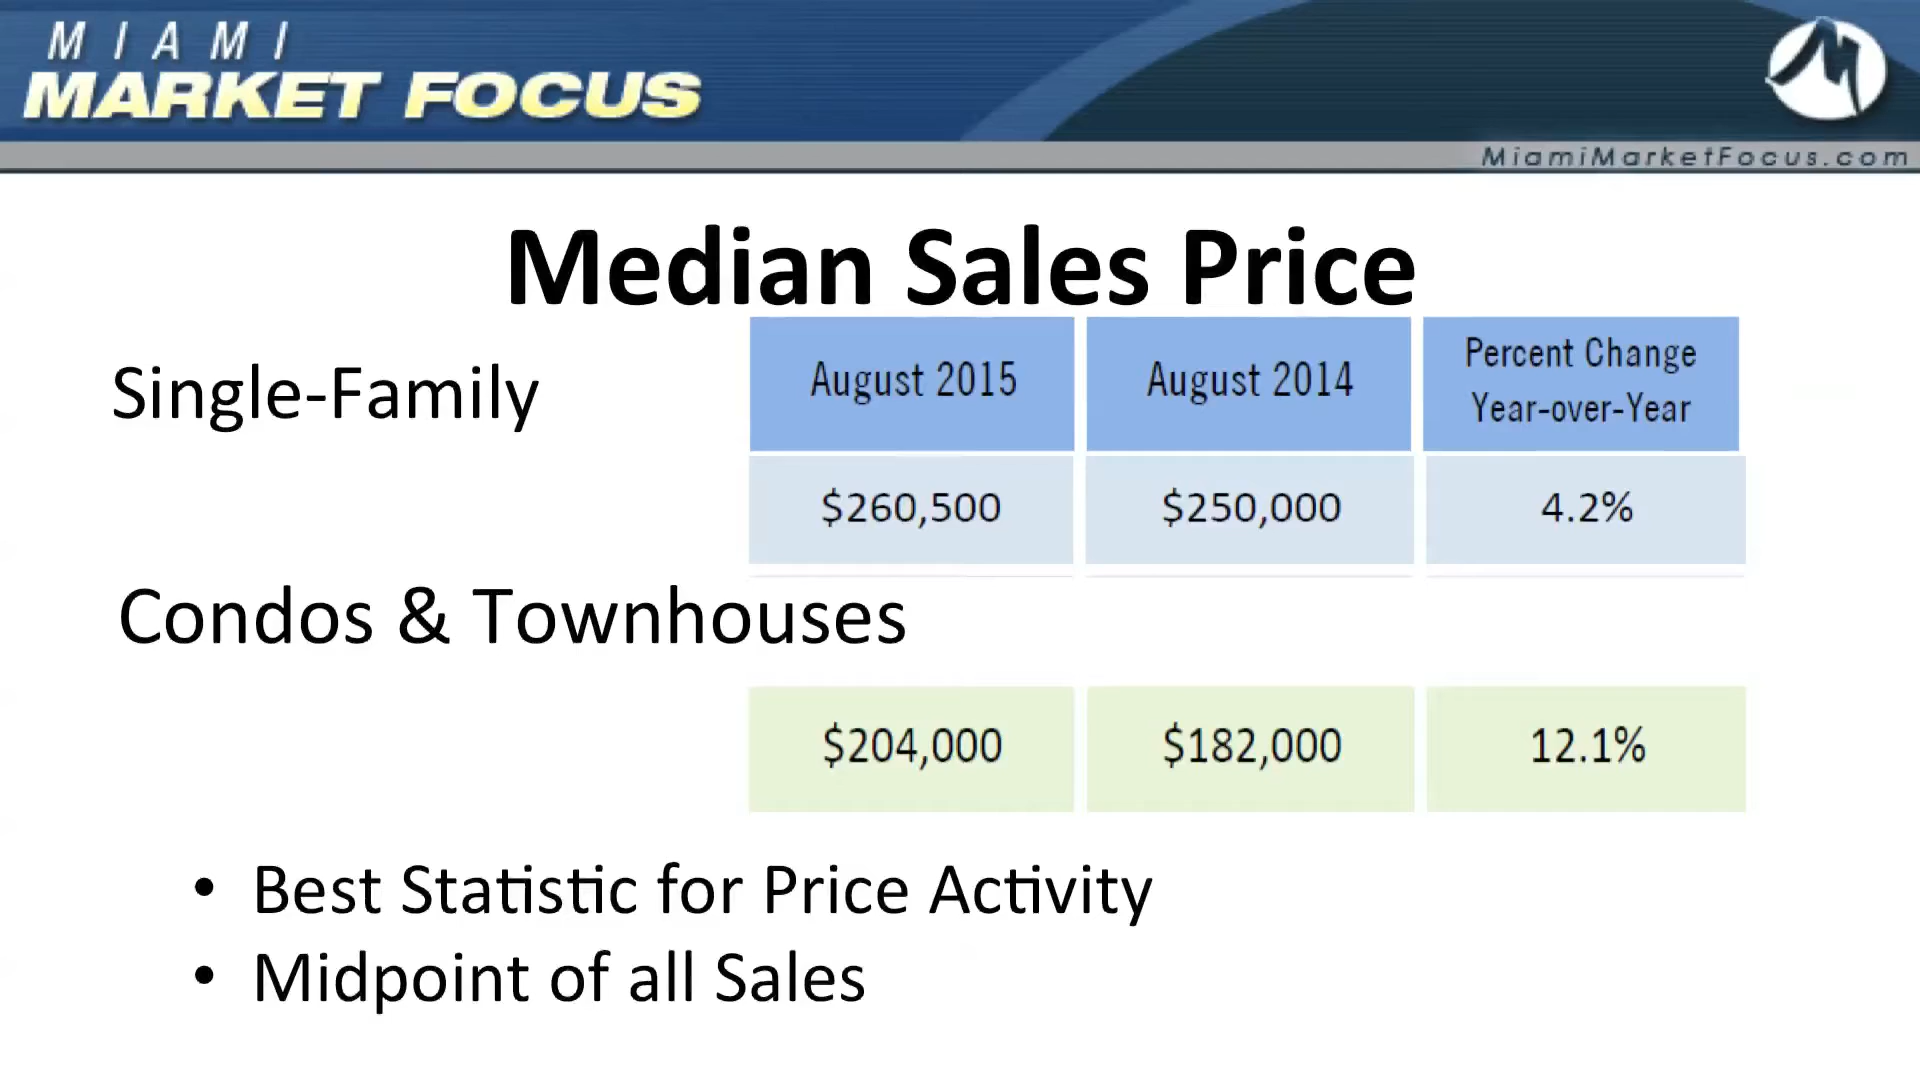 MIAMI
MARKET FOCUS
MiamiMarketFocus.com
Median Sales Price
Single-Family
August 2015
August 2014
Percent Change
Year-over-Year
$260,500
$250,000
4.2%
Condos & Townhouses
$204,000
$182,000
12.1%
• Best Statistic for Price Activity
• Midpoint of all Sales